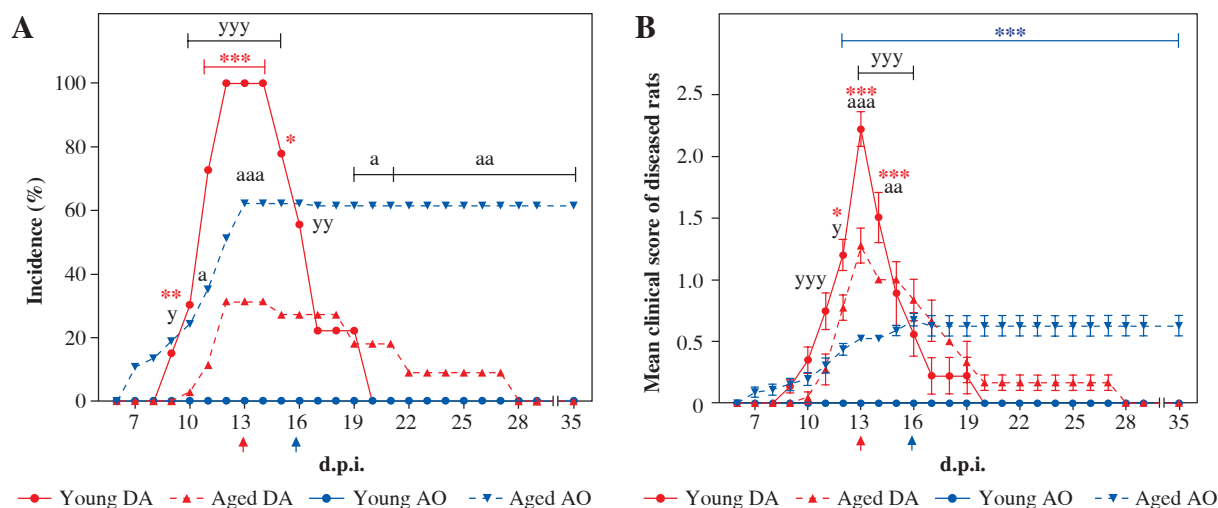 A
yyy
***
100
*
a
aa
80
aaa
60
yy
Incidence (%)
40
a
**
y
20
0
7
10
13
16
19
22
25
28
35
d.p.i.
Young DA
Aged DA
Young AO
Aged AO
B
***
yyy
2.5
***
aaa
2.0
***
aa
1.5
*
y
Mean clinical score of diseased rats
yyy
1.0
0.5
0
7
10
13
16
19
22
25
28
35
d.p.i.
Young DA
Aged DA
Young AO
Aged AO